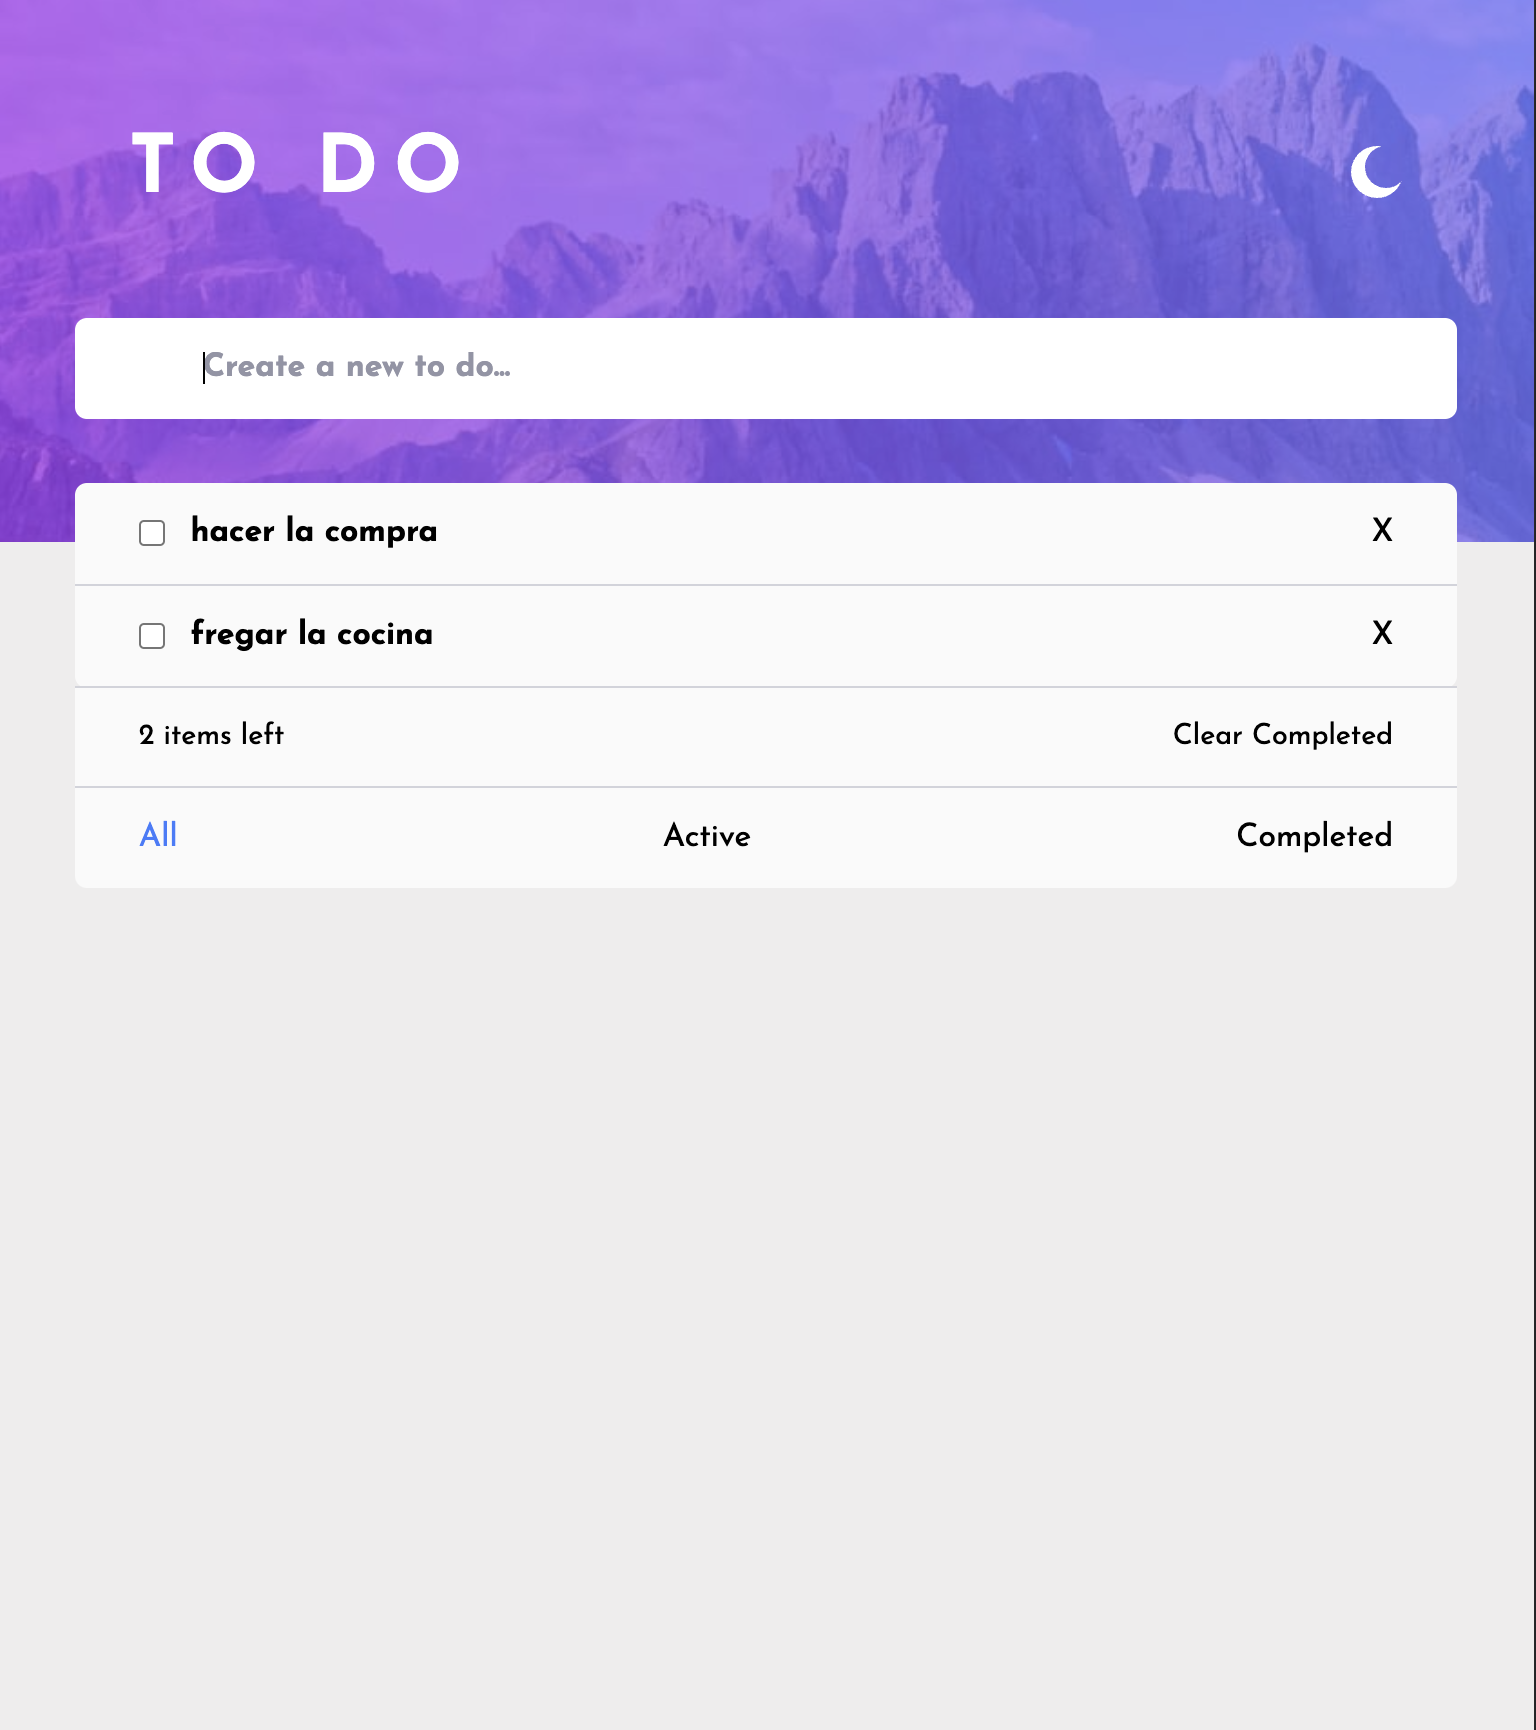 TO DO
Create a new to do...
hacer la compra X
fregar la cocina X
2 items left Clear Completed
All Active Completed